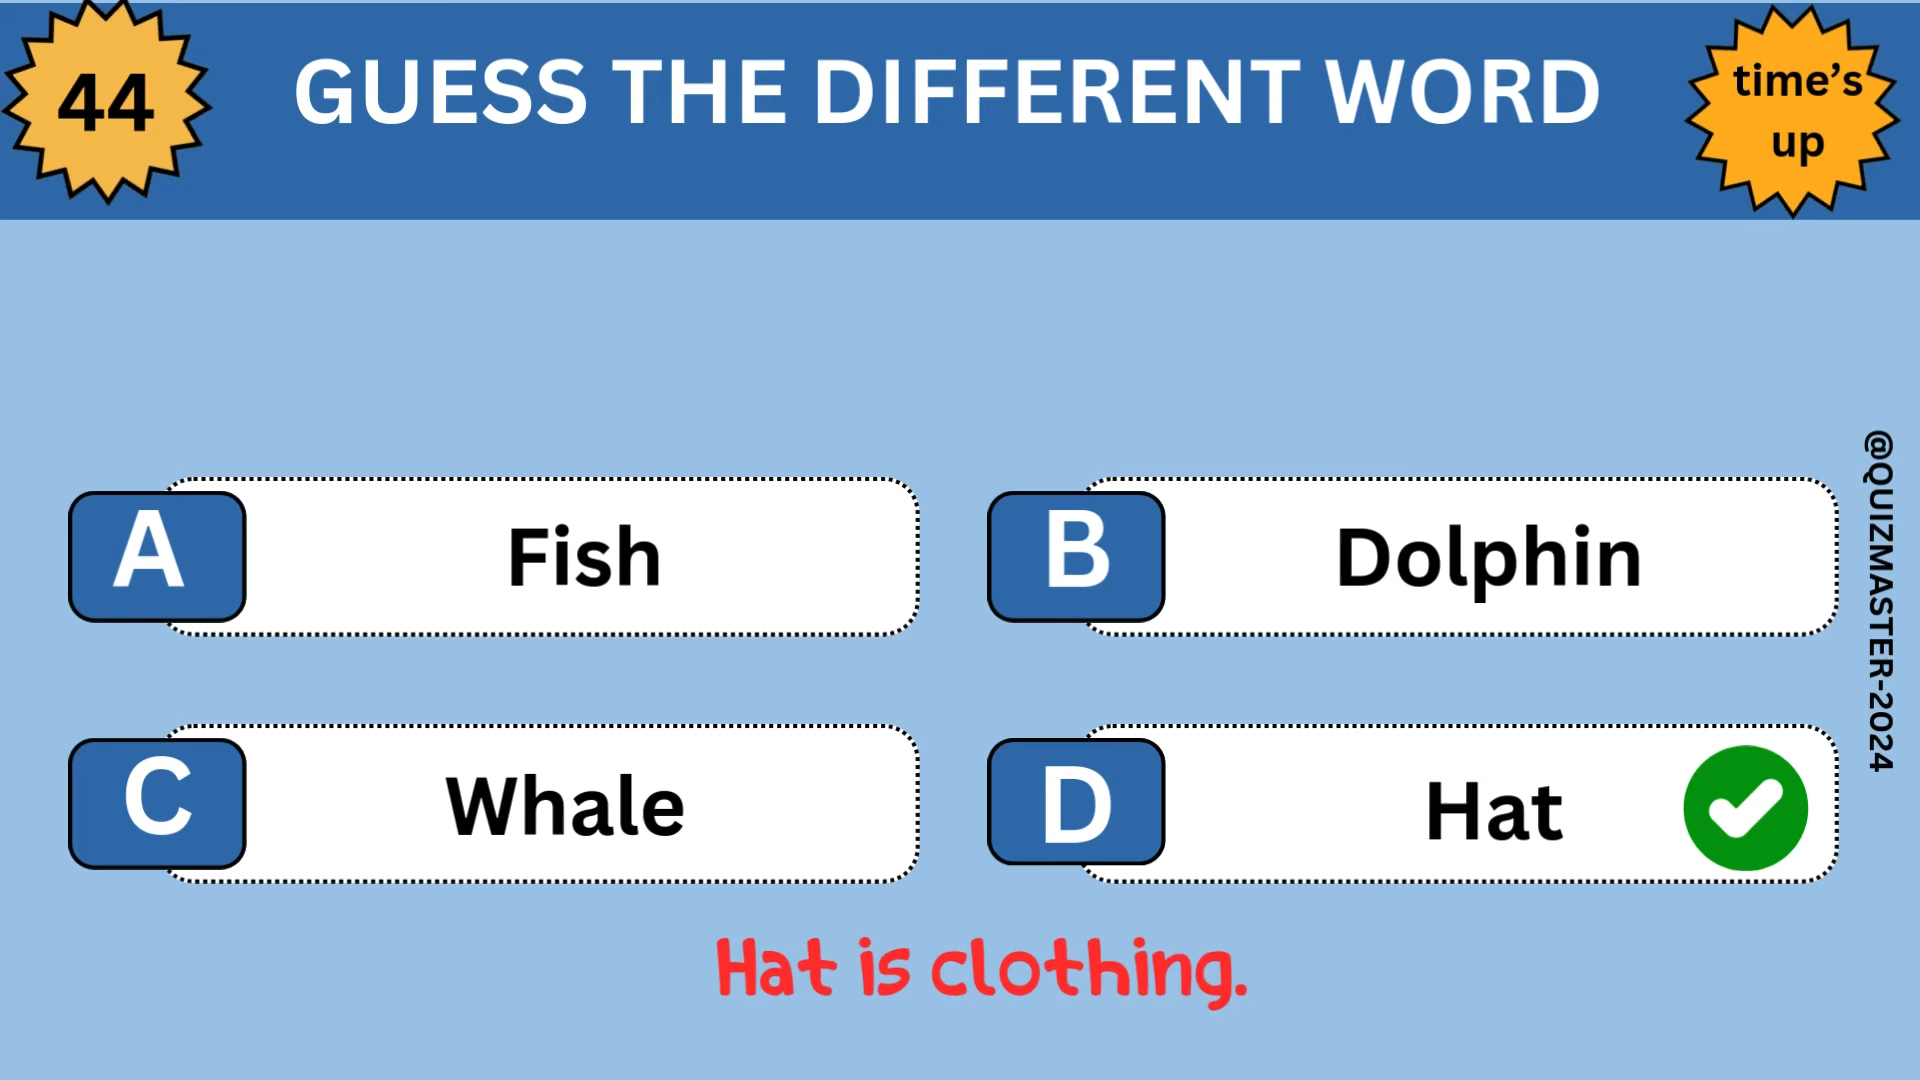 44
GUESS THE DIFFERENT WORD
time’s
up
A
Fish
B
Dolphin
C
Whale
D
Hat
Hat is clothing.
@QUIZMASTER-2024